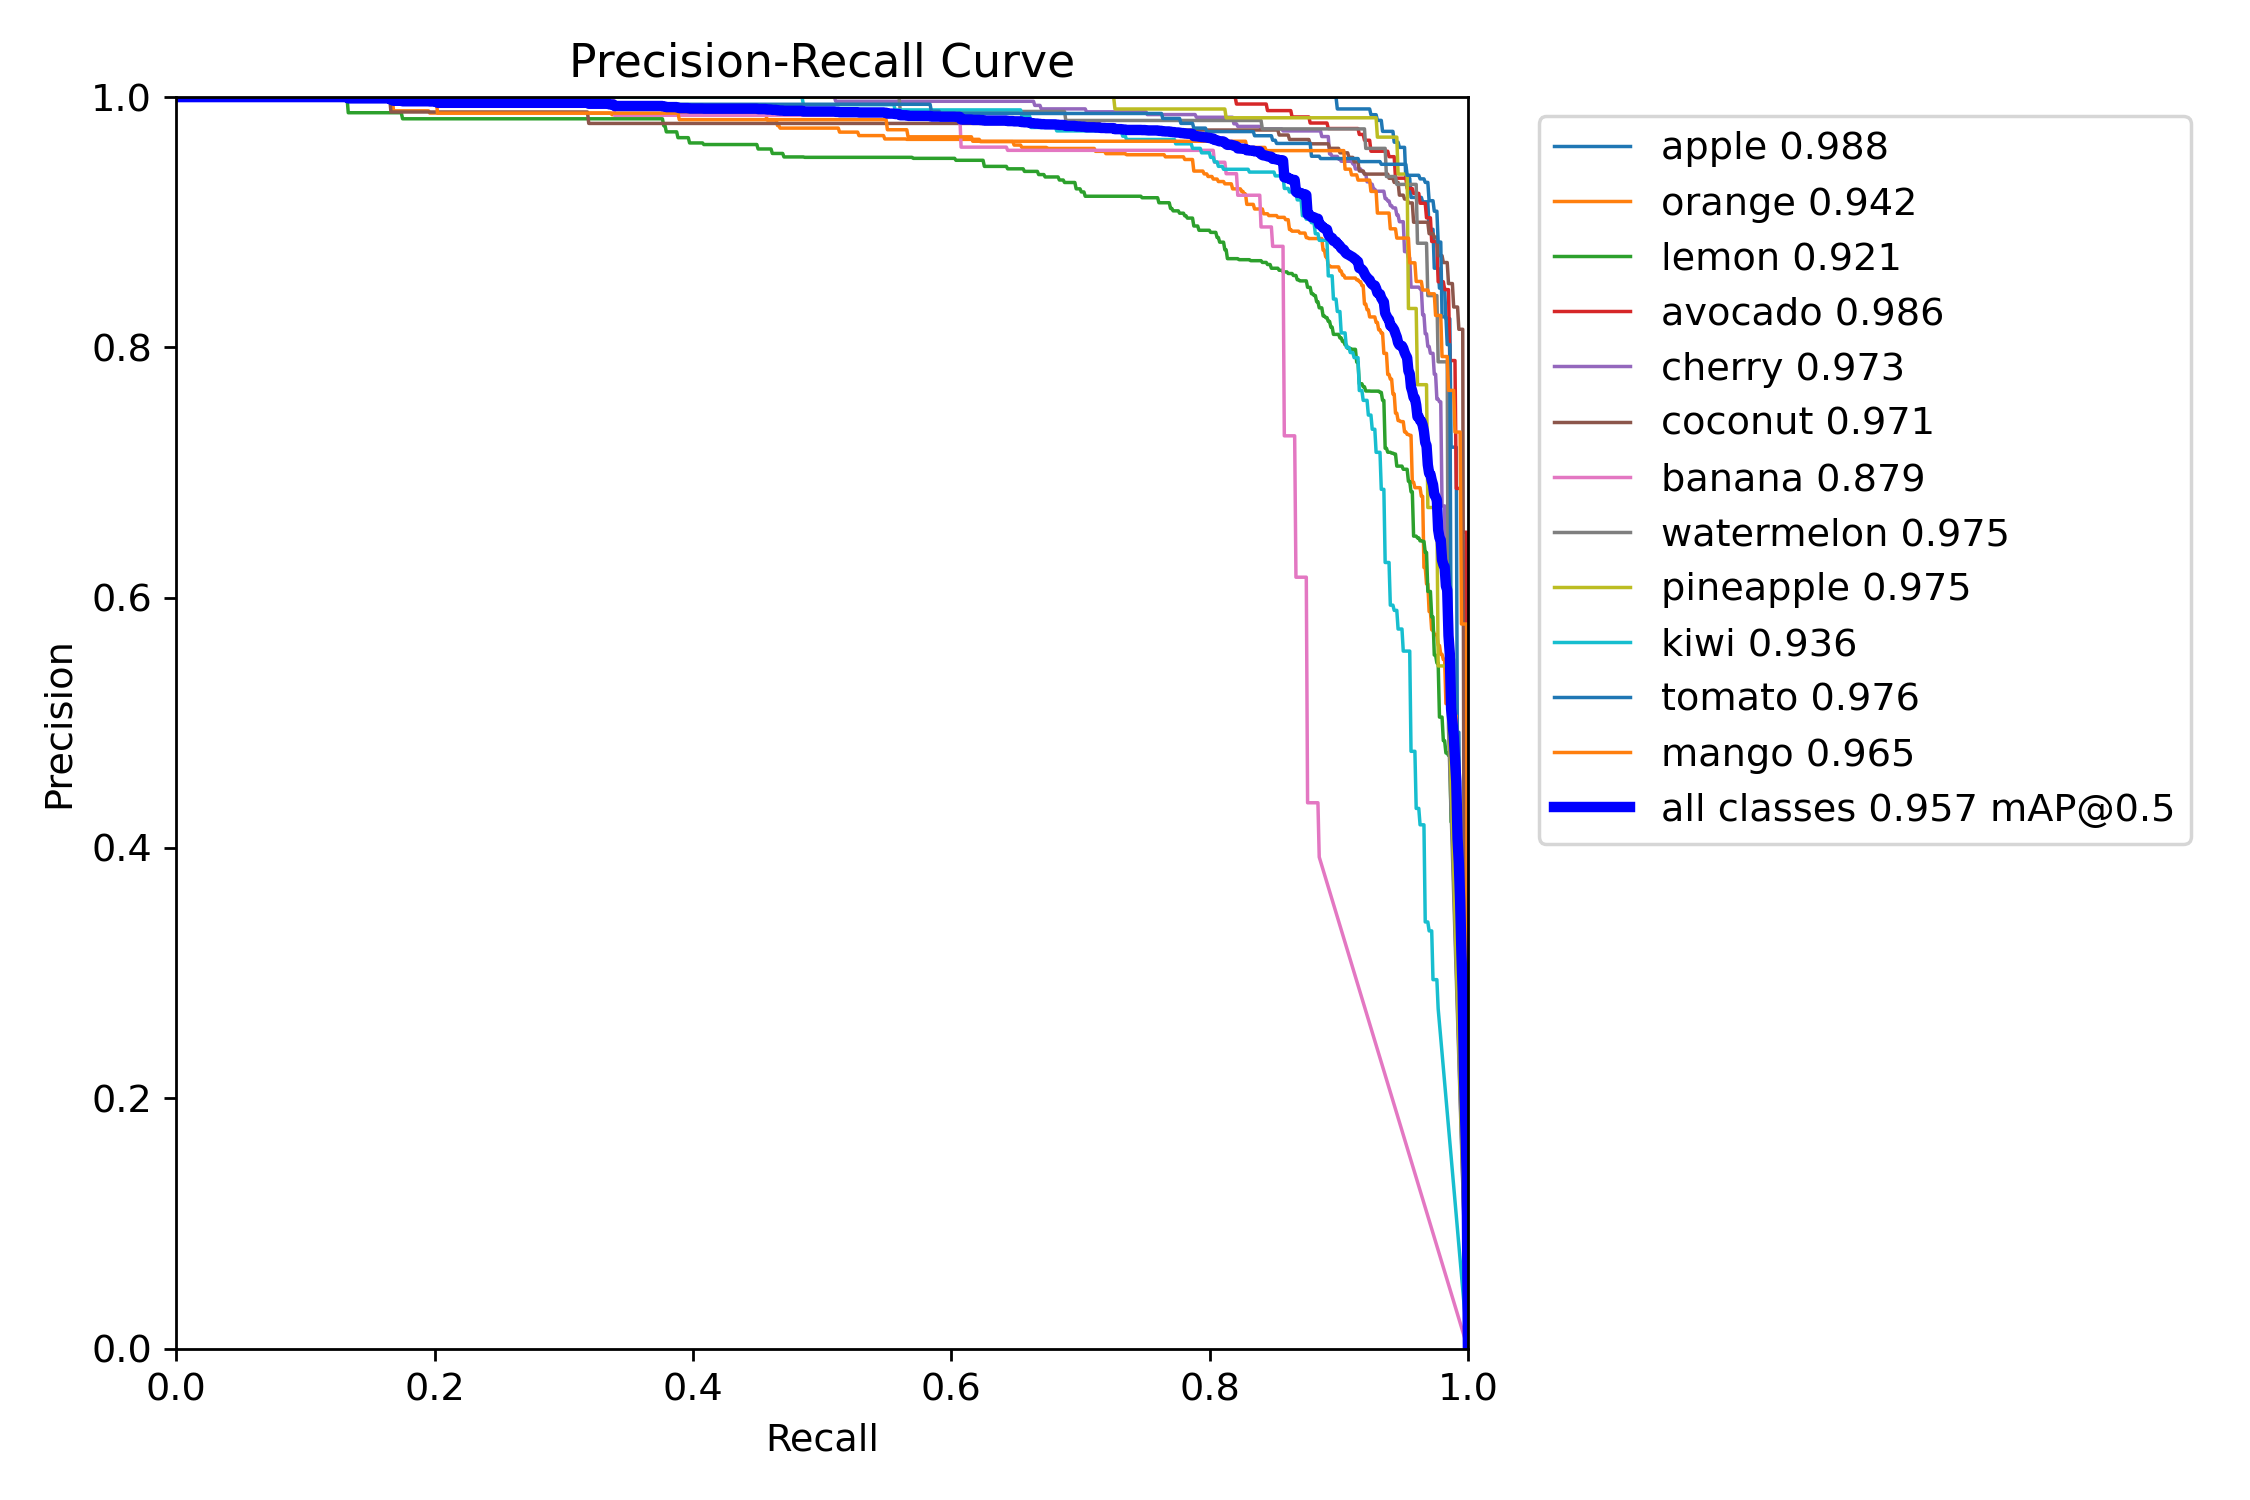 Precision-Recall Curve
1.0
0.8
0.6
0.4
0.2
0.0
Precision
0.0 0.2 0.4 0.6 0.8 1.0
Recall
apple 0.988
orange 0.942
lemon 0.921
avocado 0.986
cherry 0.973
coconut 0.971
banana 0.879
watermelon 0.975
pineapple 0.975
kiwi 0.936
tomato 0.976
mango 0.965
all classes 0.957 mAP@0.5